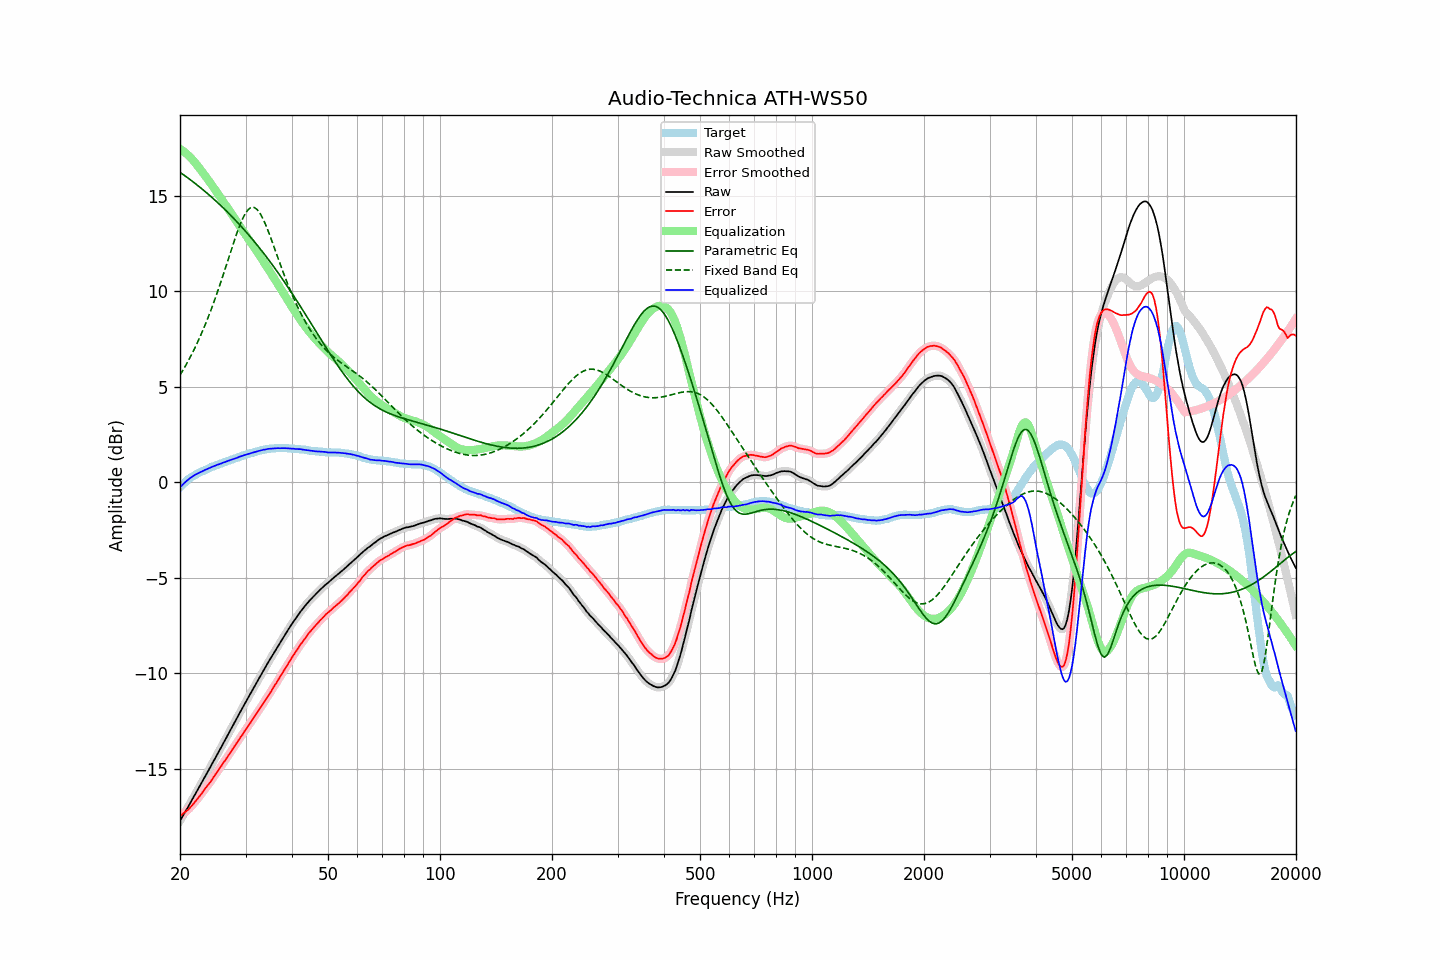 Audio-Technica ATH-WS50
Target
Raw Smoothed
Error Smoothed
Raw
Error
Equalization
Parametric Eq
Fixed Band Eq
Equalized
Amplitude (dBr)
15
10
5
0
−5
−10
−15
20 50 100 200 500 1000 2000 5000 10000 20000
Frequency (Hz)